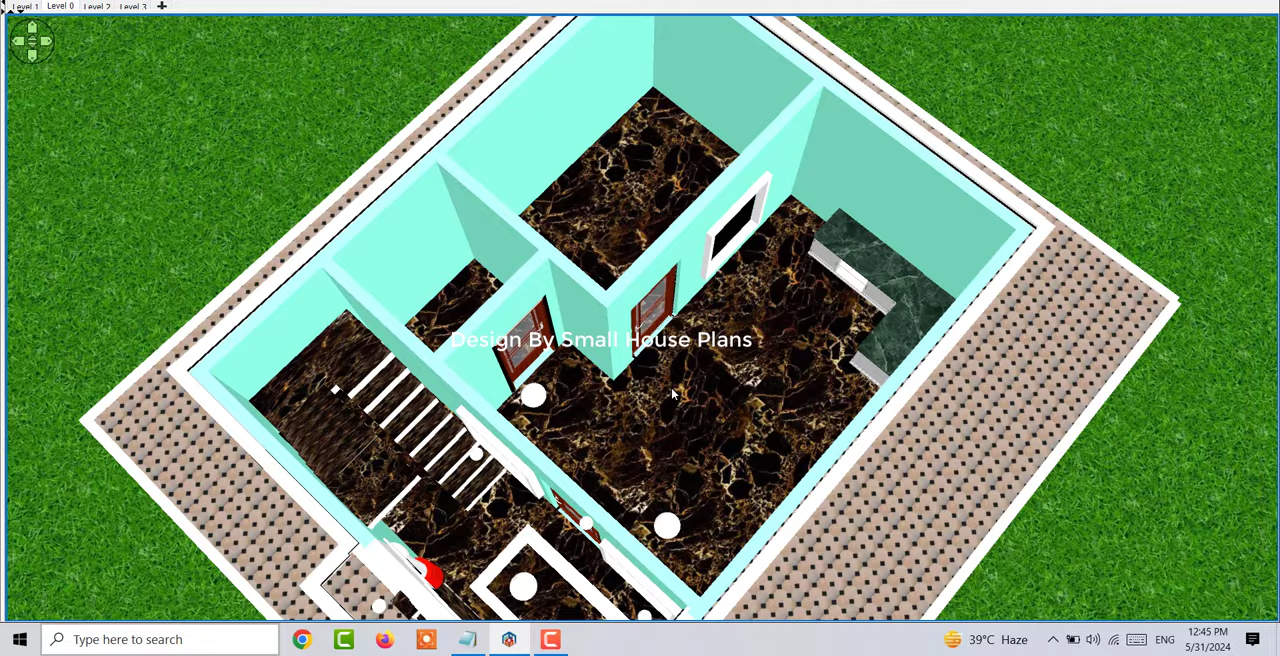 Level 1 Level 0 Level 2 Level 3
Design By Small House Plans
Type here to search
39°C Haze
ENG
12:45 PM
5/31/2024